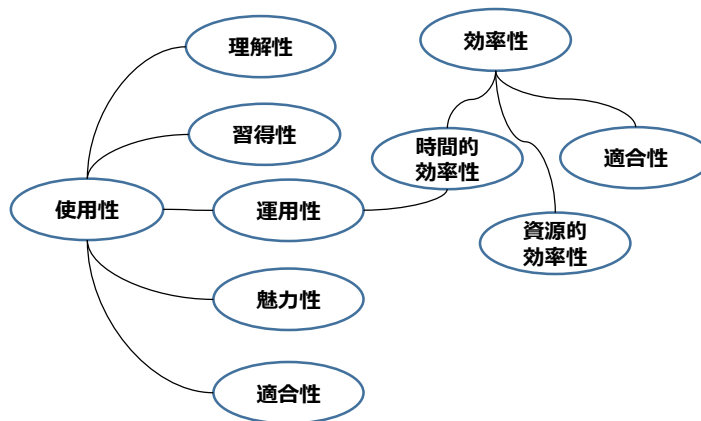 理解性
効率性
習得性
時間的
効率性
適合性
使用性
運用性
資源的
効率性
魅力性
適合性